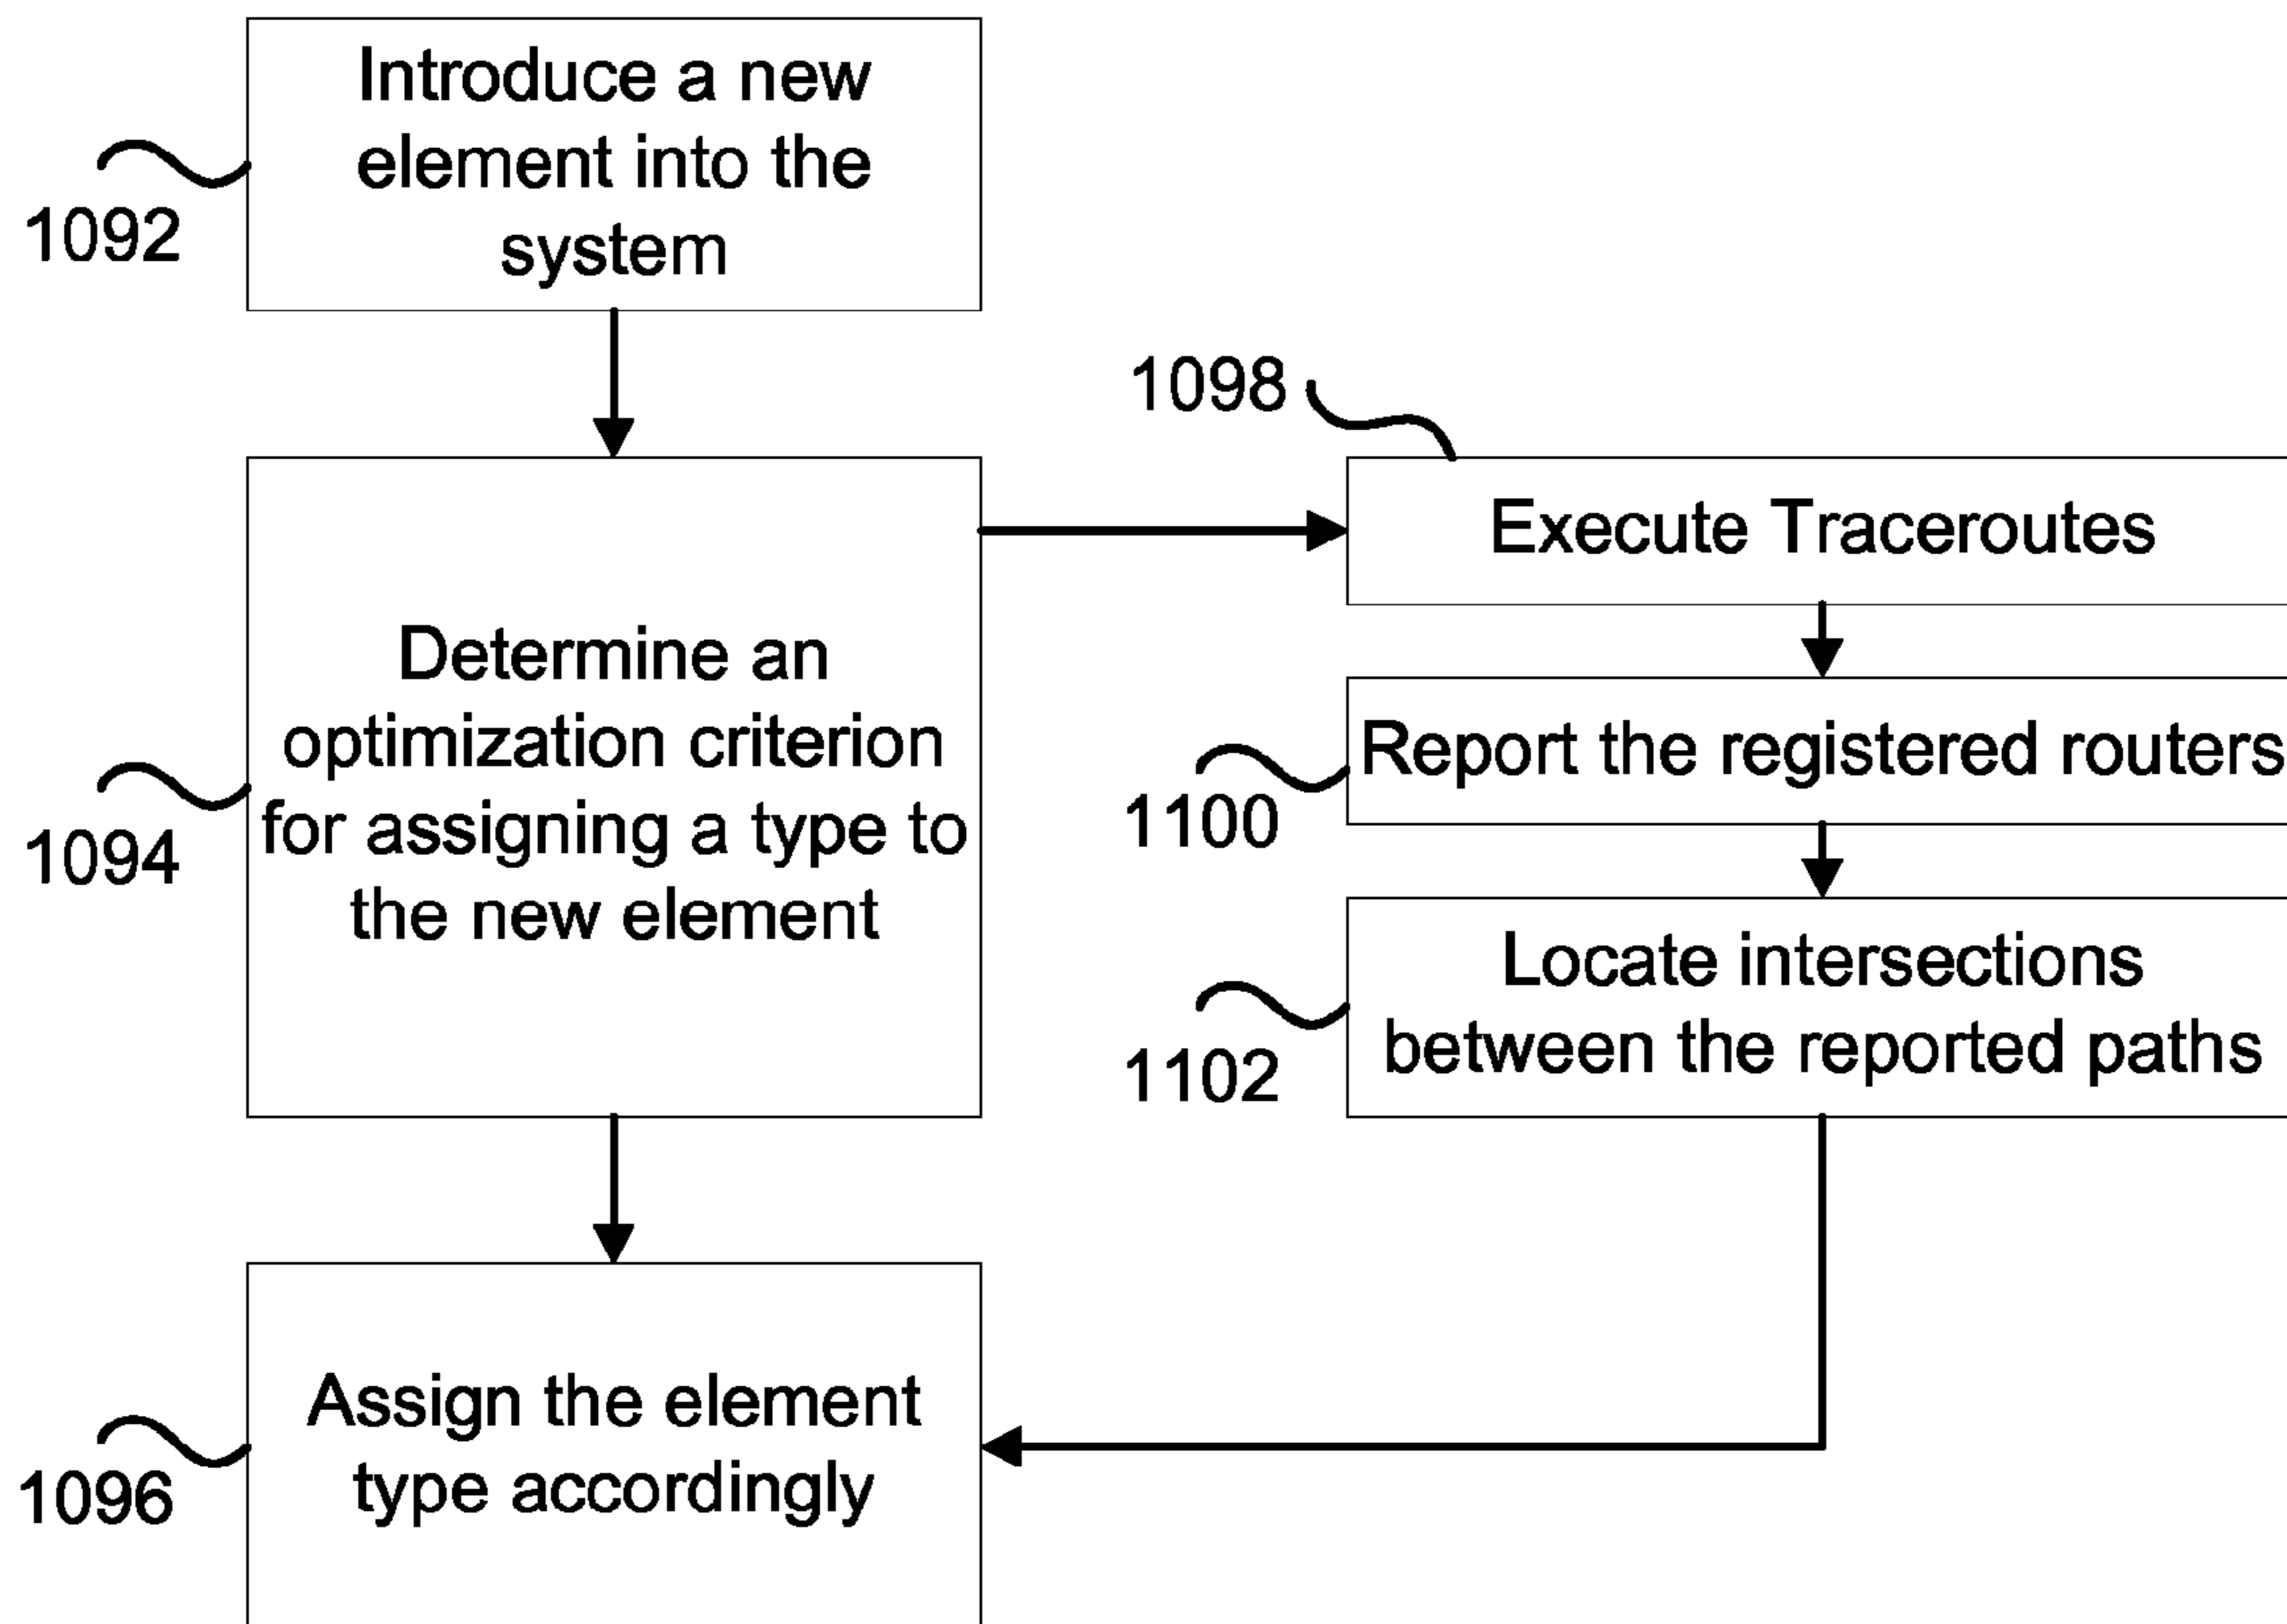 Introduce a new
element into the
system
1092
1098
Execute Traceroutes
Determine an
optimization criterion
for assigning a type to
the new element
1094
Report the registered routers
1100
Locate intersections
between the reported paths
1102
Assign the element
type accordingly
1096